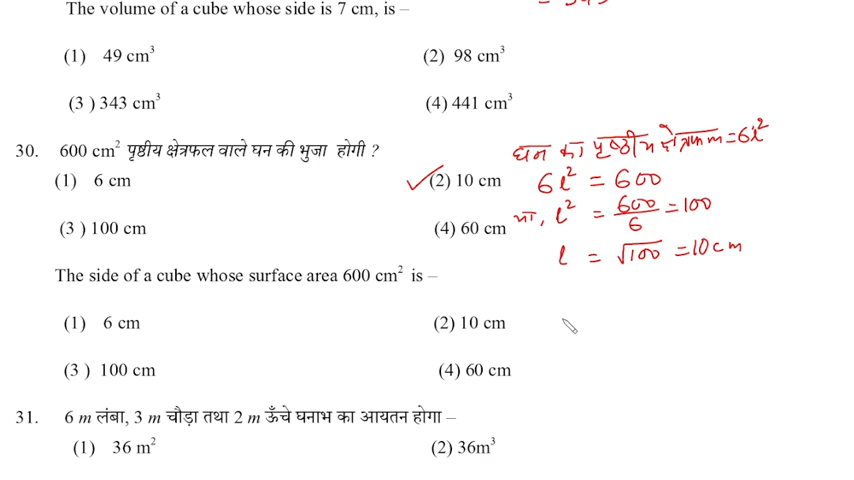 = 343
The volume of a cube whose side is 7 cm, is –
(1) 49 cm³ (2) 98 cm³
(3 ) 343 cm³ (4) 441 cm³
30. 600 cm² पृष्ठीय क्षेत्रफल वाले घन की भुजा होगी ?
घन का पृष्ठीय क्षेत्रफल = 6l²
(1) 6 cm (2) 10 cm
6l² = 600
या, l² = 600/6 = 100
(3 ) 100 cm (4) 60 cm
l = √100 = 10 cm
The side of a cube whose surface area 600 cm² is –
(1) 6 cm (2) 10 cm
(3 ) 100 cm (4) 60 cm
31. 6 m लंबा, 3 m चौड़ा तथा 2 m ऊँचे घनाभ का आयतन होगा –
(1) 36 m² (2) 36m³